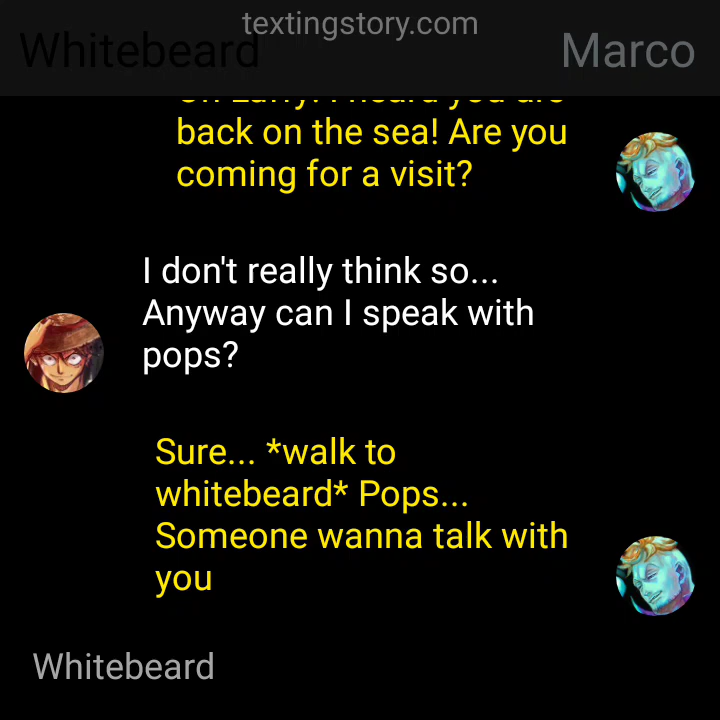 textingstory.com
Whitebeard
Marco
back on the sea! Are you
coming for a visit?
I don't really think so...
Anyway can I speak with
pops?
Sure... *walk to
whitebeard* Pops...
Someone wanna talk with
you
Whitebeard